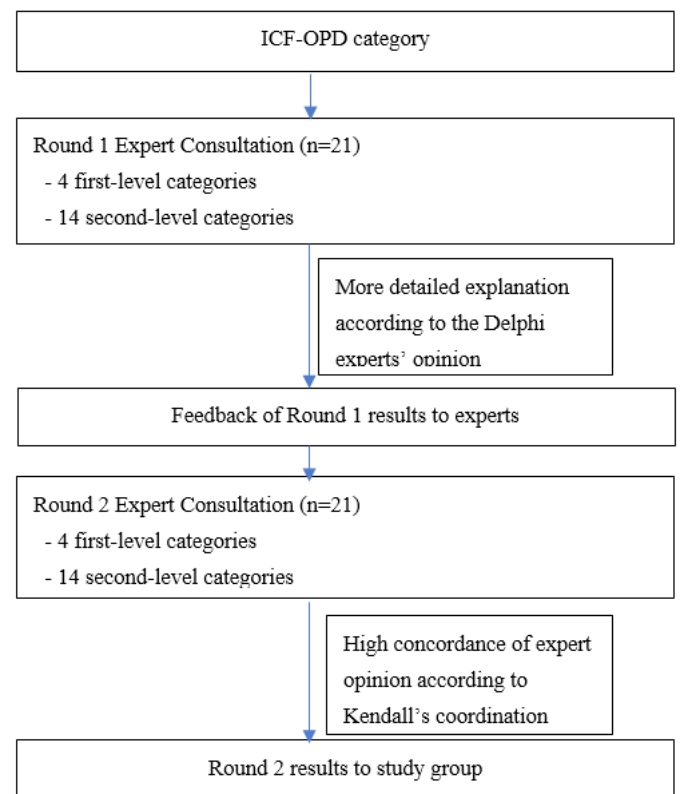 ICF-OPD category
Round 1 Expert Consultation (n=21)
- 4 first-level categories
- 14 second-level categories
More detailed explanation
according to the Delphi
experts’ opinion
Feedback of Round 1 results to experts
Round 2 Expert Consultation (n=21)
- 4 first-level categories
- 14 second-level categories
High concordance of expert
opinion according to
Kendall’s coordination
Round 2 results to study group